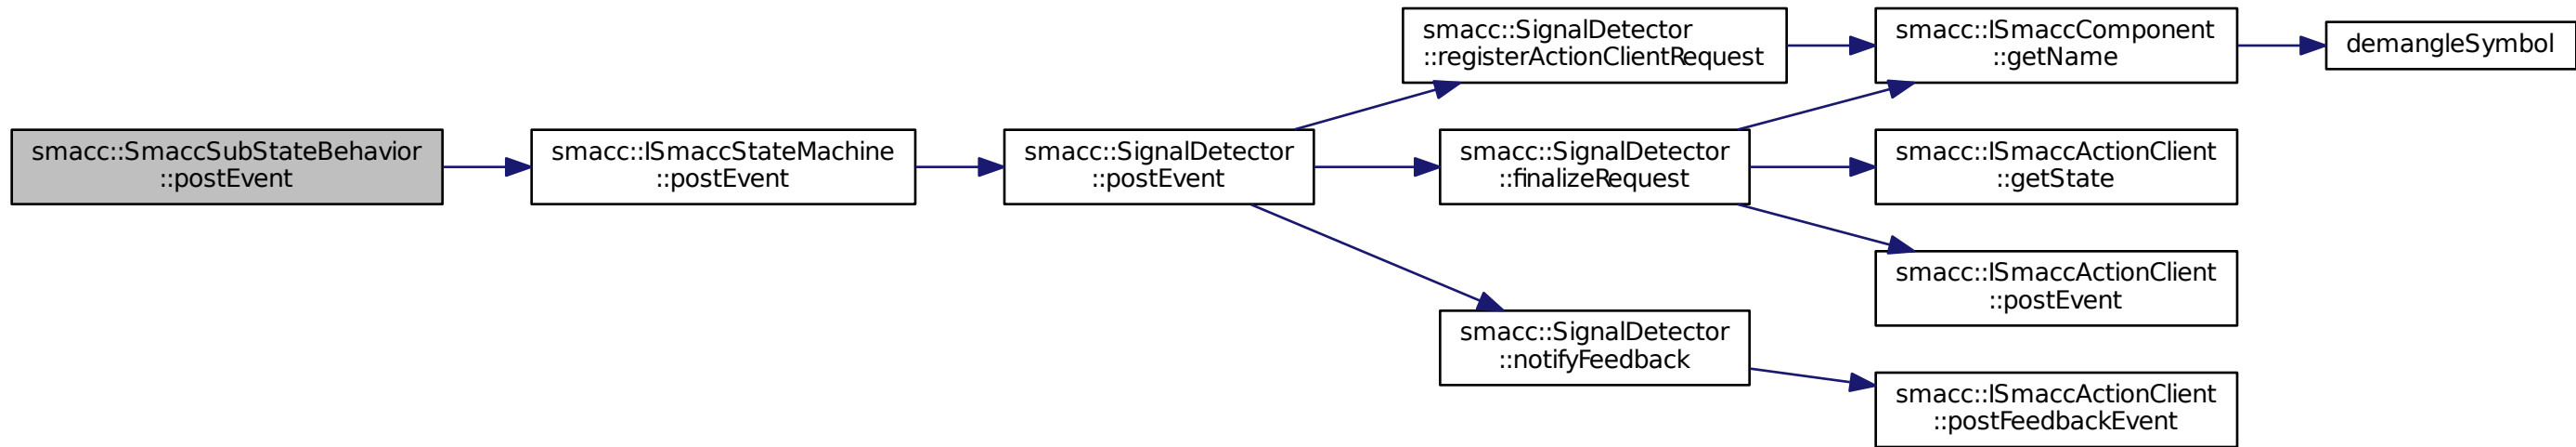 smacc::SmaccSubStateBehavior
::postEvent
smacc::ISmaccStateMachine
::postEvent
smacc::SignalDetector
::postEvent
smacc::SignalDetector
::registerActionClientRequest
smacc::SignalDetector
::finalizeRequest
smacc::SignalDetector
::notifyFeedback
smacc::ISmaccComponent
::getName
smacc::ISmaccActionClient
::getState
smacc::ISmaccActionClient
::postEvent
smacc::ISmaccActionClient
::postFeedbackEvent
demangleSymbol